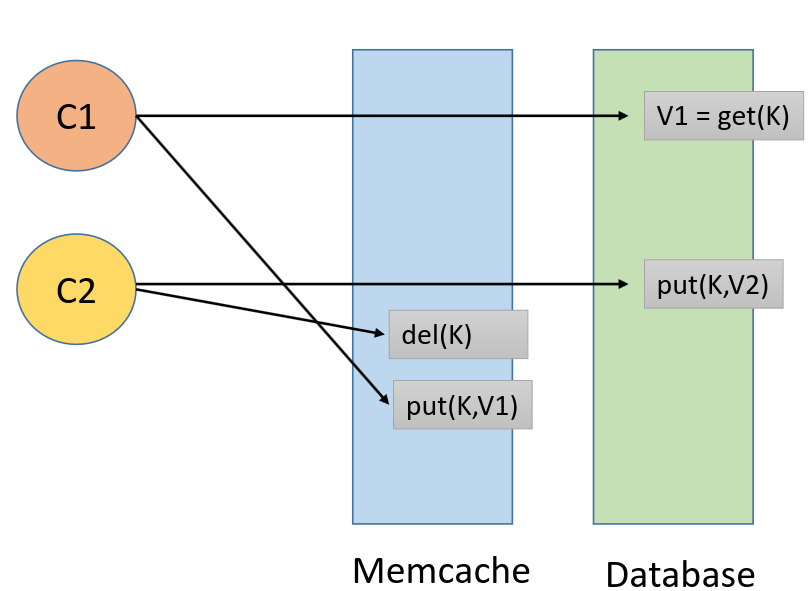 C1
V1 = get(K)
C2
put(K,V2)
del(K)
put(K,V1)
Memcache
Database